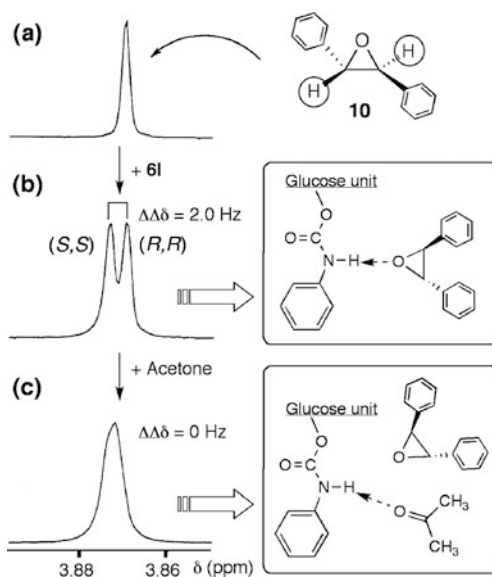 (a)
O
H
H
10
+ 6l
(b)
ΔΔδ = 2.0 Hz
(S,S) (R,R)
Glucose unit
O
O=C
N-H
O
+ Acetone
(c)
ΔΔδ = 0 Hz
Glucose unit
O
O=C
N-H
O
O
CH3
CH3
3.88 δ (ppm) 3.86